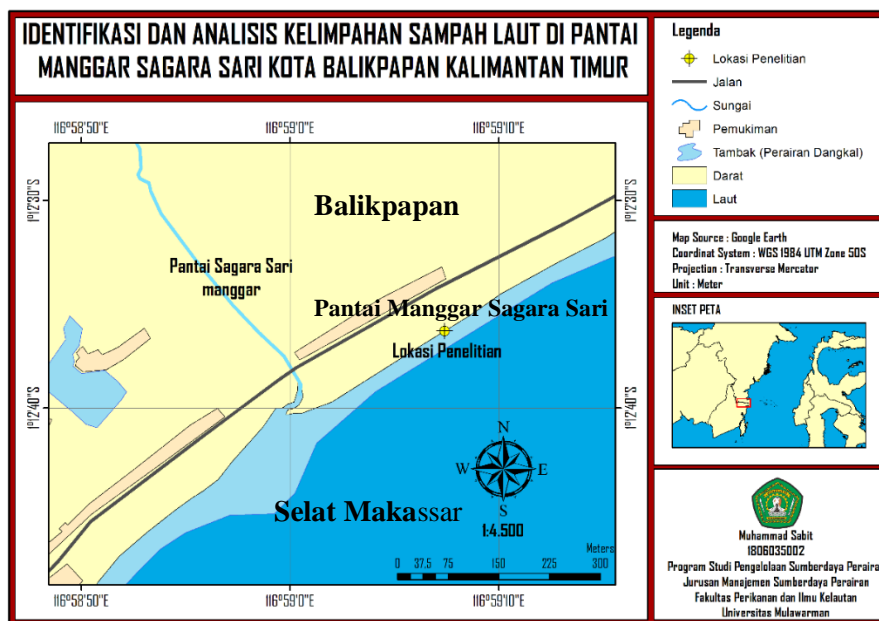 IDENTIFIKASI DAN ANALISIS KELIMPAHAN SAMPAH LAUT DI PANTAI
MANGGAR SAGARA SARI KOTA BALIKPAPAN KALIMANTAN TIMUR
116°58'50"E
116°59'0"E
116°59'10"E
1°12'30"S
1°12'30"S
Balikpapan
Pantai Sagara Sari
manggar
Pantai Manggar Sagara Sari
Lokasi Penelitian
1°12'40"S
1°12'40"S
N
W
E
S
Selat Makassar
1:4.500
Meters
0 37.5 75 150 225 300
116°58'50"E
116°59'0"E
116°59'10"E
Legenda
Lokasi Penelitian
Jalan
Sungai
Pemukiman
Tambak (Perairan Dangkal)
Darat
Laut
Map Source : Google Earth
Coordinat System : WGS 1984 UTM Zone 50S
Projection : Transverse Mercator
Unit : Meter
INSET PETA
Muhammad Sabit
1806035002
Program Studi Pengalolaan Sumberdaya Peraira
Jurusan Manajemen Sumberdaya Perairan
Fakultas Perikanan dan Ilmu Kelautan
Universitas Mulawarman